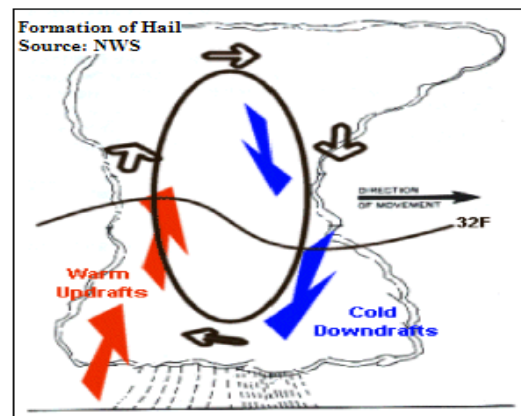 Formation of Hail
Source: NWS
DIRECTION
OF MOVEMENT
32F
Warm
Updrafts
Cold
Downdrafts